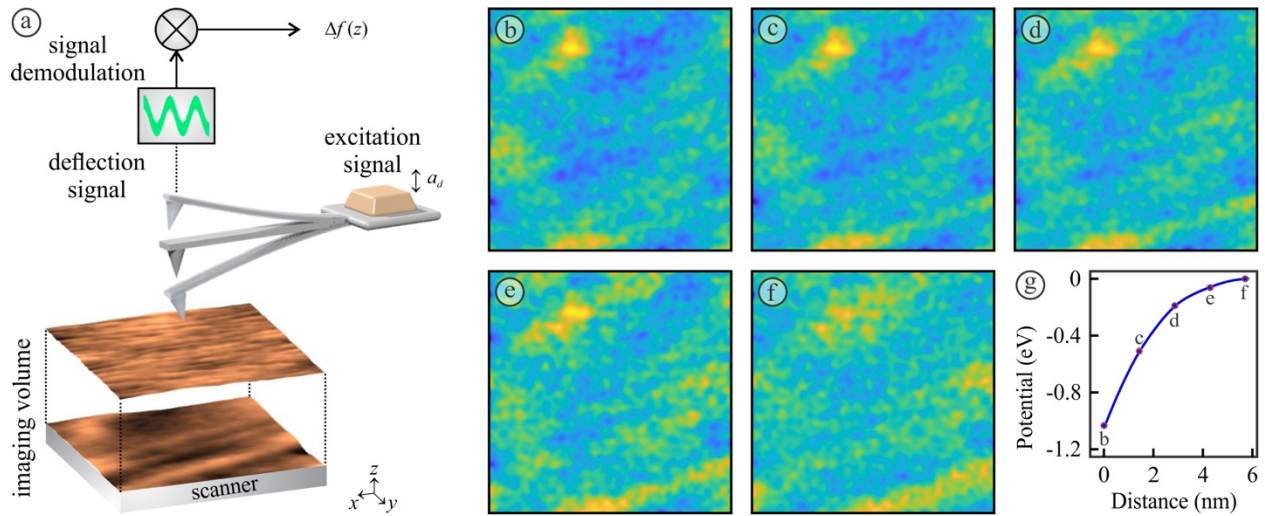 a
signal
demodulation
Δf(z)
deflection
signal
excitation
signal
a_d
imaging volume
scanner
x
y
z
b
c
d
e
f
g
0
-0.4
-0.8
-1.2
Potential (eV)
b
c
d
e
f
0
2
4
6
Distance (nm)